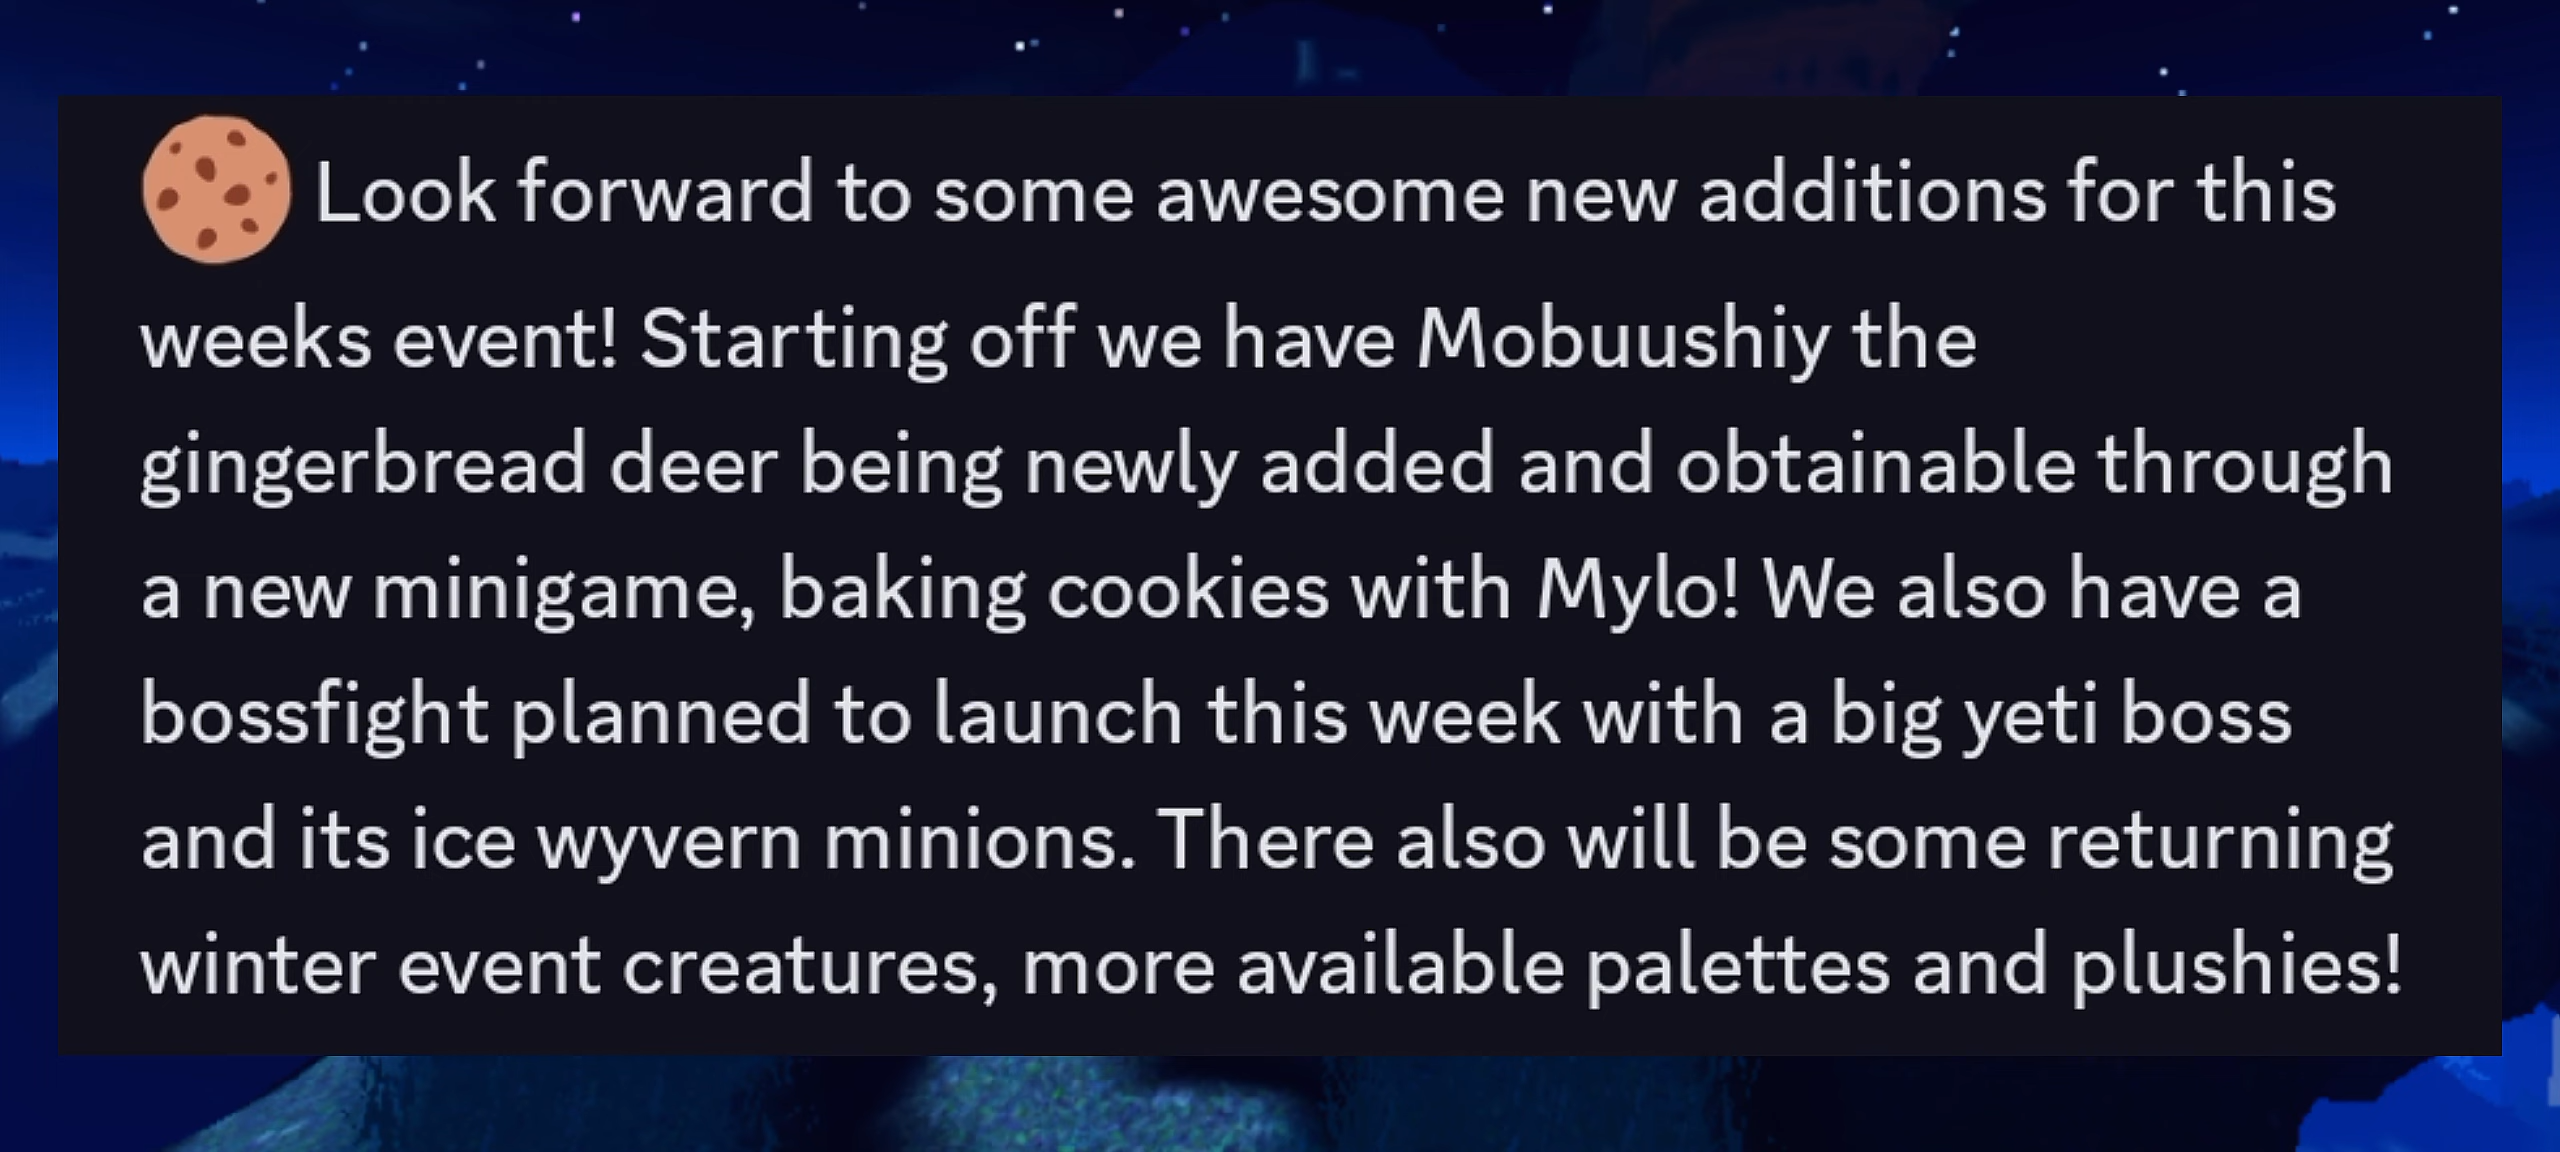 Look forward to some awesome new additions for this
weeks event! Starting off we have Mobuushiy the
gingerbread deer being newly added and obtainable through
a new minigame, baking cookies with Mylo! We also have a
bossfight planned to launch this week with a big yeti boss
and its ice wyvern minions. There also will be some returning
winter event creatures, more available palettes and plushies!